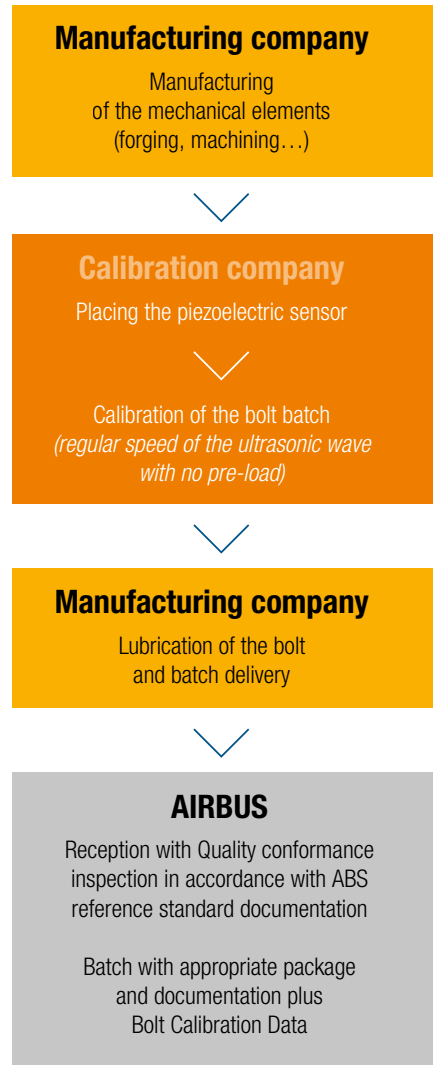 Manufacturing company
Manufacturing
of the mechanical elements
(forging, machining…)
Calibration company
Placing the piezoelectric sensor
Calibration of the bolt batch
(regular speed of the ultrasonic wave
with no pre-load)
Manufacturing company
Lubrication of the bolt
and batch delivery
AIRBUS
Reception with Quality conformance
inspection in accordance with ABS
reference standard documentation
Batch with appropriate package
and documentation plus
Bolt Calibration Data